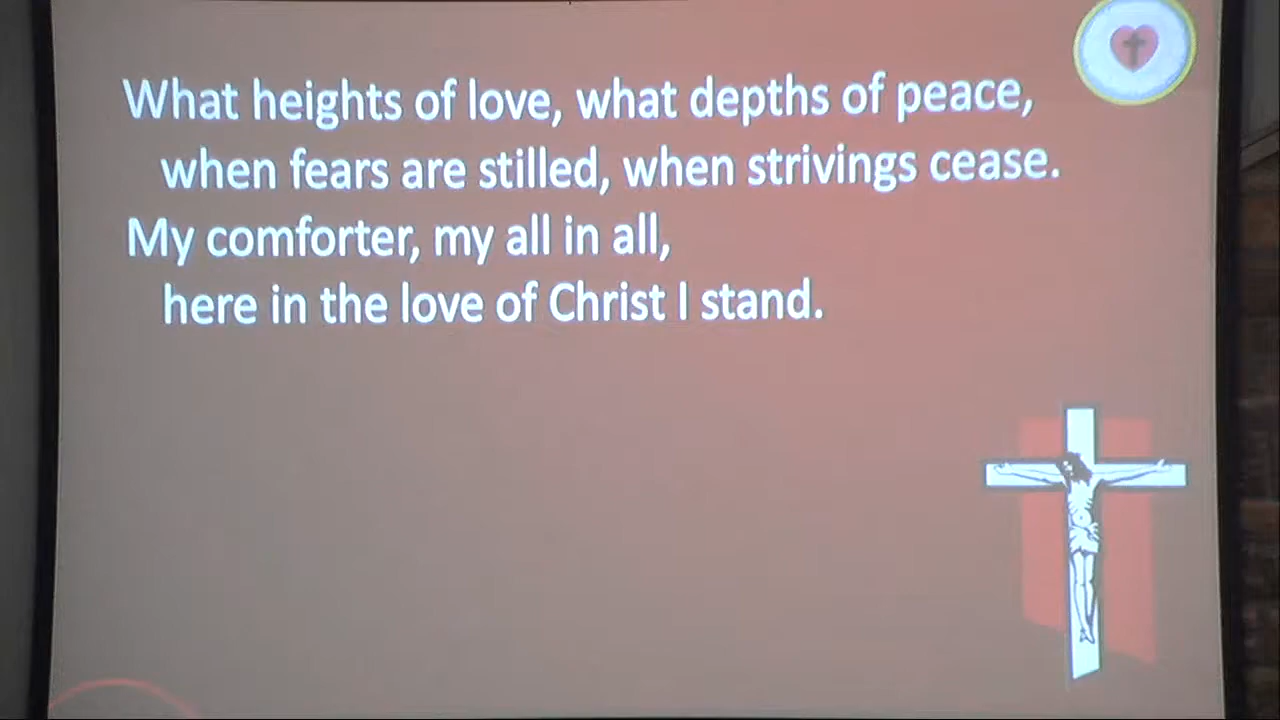 What heights of love, what depths of peace,
when fears are stilled, when strivings cease.
My comforter, my all in all,
here in the love of Christ I stand.